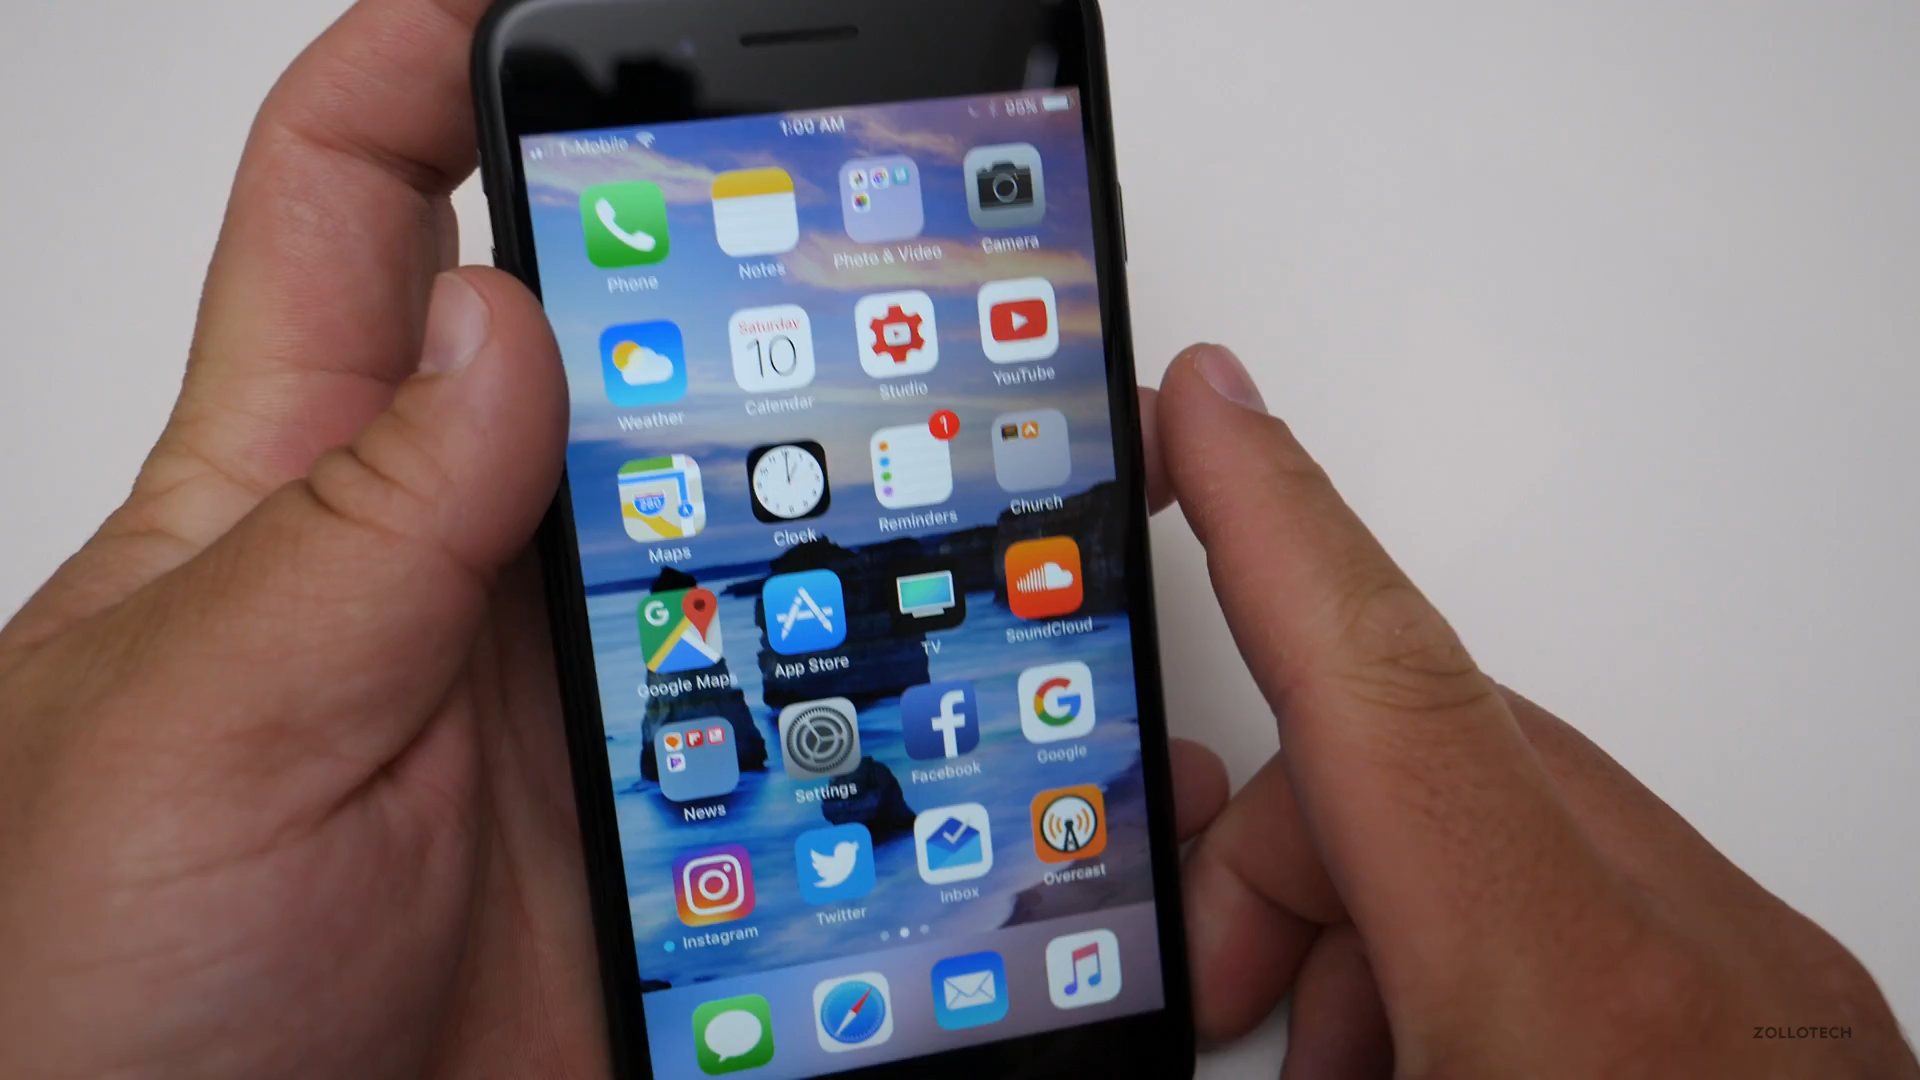 T-Mobile 1:00 AM 95%
Phone Notes Photo & Video Camera
Saturday
10
Weather Calendar Studio YouTube
1
280
Maps Clock Reminders Church
G
Google Maps App Store TV SoundCloud
f G
News Settings Facebook Google
Instagram Twitter Inbox Overcast
ZOLLOTECH